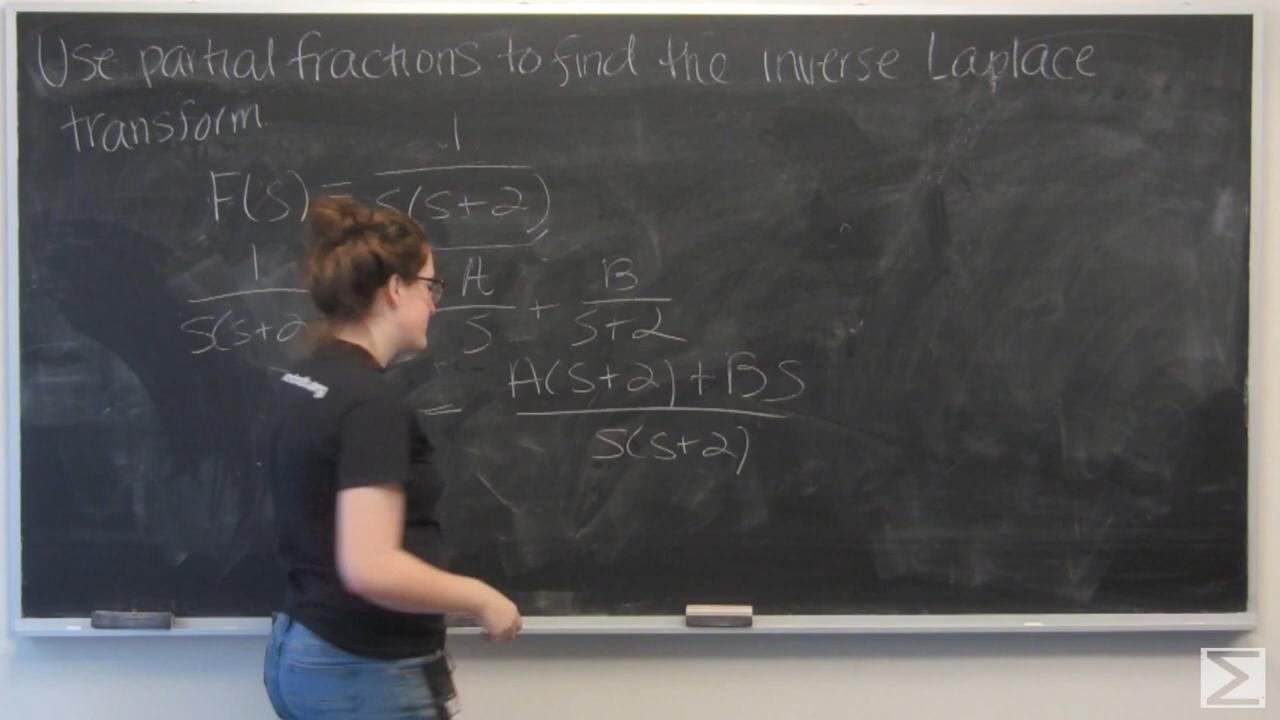 Use partial fractions to find the inverse Laplace
transform.
F(s) = 1/s(s+2)
1/s(s+2 A/s + B/s+2
= A(s+2)+BS/s(s+2)
Σ